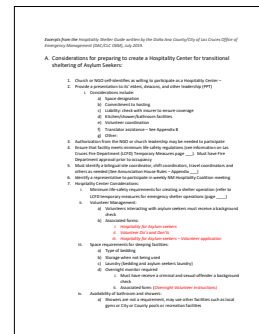 Excerpts from the Hospitality Shelter Guide written by the Doña Ana County/City of Las Cruces Office of
Emergency Management (DAC/CLC OEM), July 2019.
A. Considerations for preparing to create a Hospitality Center for transitional
sheltering of Asylum Seekers:
1. Church or NGO self-identifies as willing to participate as a Hospitality Center –
2. Provide a presentation to its' elders, deacons, and other leadership (PPT)
i. Considerations include:
a) Space designation
b) Commitment to hosting
c) Liability: check with insurer to ensure coverage
d) Kitchen/shower/bathroom facilities
e) Volunteer coordination
f) Translator assistance – See Appendix B
g) Other:
3. Authorization from the NGO or church leadership may be needed to participate
4. Ensure that facility meets minimum life safety regulations (see information at Las
Cruces Fire Department (LCFD) Temporary Measures page ___). Must have Fire
Department approval prior to occupancy
5. Must identify a bilingual site coordinator, shift coordinators, travel coordinators and
others as needed (See Annunciation House Rules – Appendix ___)
6. Identify a representative to participate in weekly NM Hospitality Coalition meeting
7. Hospitality Center Considerations:
i. Minimum life safety requirements for creating a shelter operation (refer to
LCFD temporary measures for emergency shelter operations (page ____)
ii. Volunteer Management:
a) Volunteers interacting with asylum seekers must receive a background
check
b) Associated forms:
i. Hospitality for Asylum Seekers
ii. Volunteer Do's and Don'ts
iii. Hospitality for Asylum Seekers – Volunteer application
iii. Space requirements for sleeping facilities:
a) Type of bedding
b) Storage when not being used
c) Laundry (bedding and asylum seekers laundry)
d) Overnight monitor required
i. Must have received a criminal and sexual offender a background
check
ii. Associated form: (Overnight Volunteer Instructions)
iv. Availability of bathroom and showers:
a) Showers are not a requirement, may use other facilities such as local
gyms or City or County pools or recreation facilities